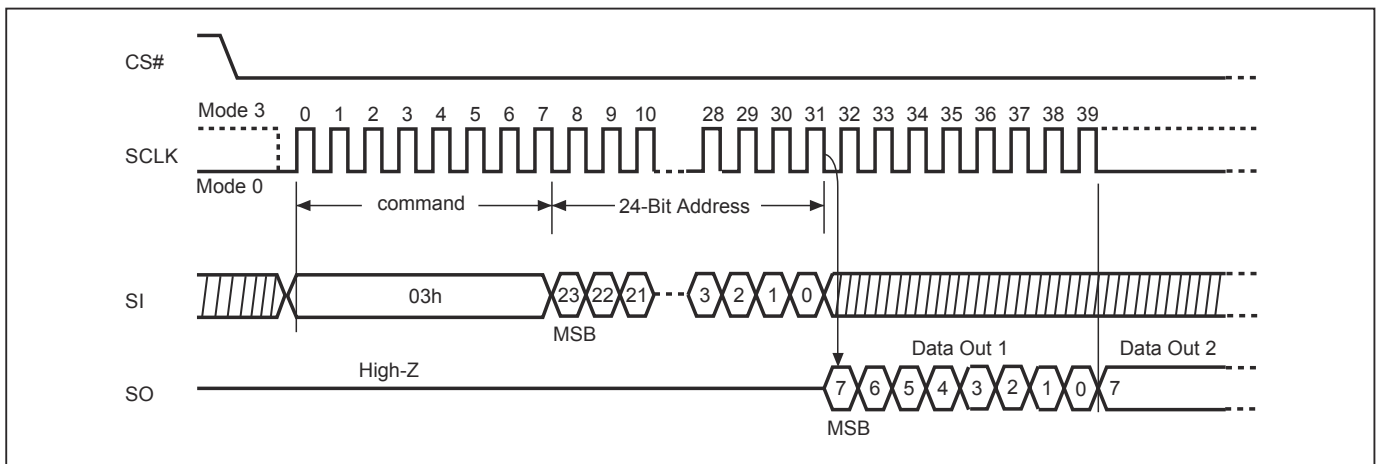 CS#
Mode 3
0 1 2 3 4 5 6 7 8 9 10 28 29 30 31 32 33 34 35 36 37 38 39
SCLK
Mode 0
command 24-Bit Address
SI 03h 23 22 21 3 2 1 0
MSB
Data Out 1 Data Out 2
High-Z
SO 7 6 5 4 3 2 1 0 7
MSB